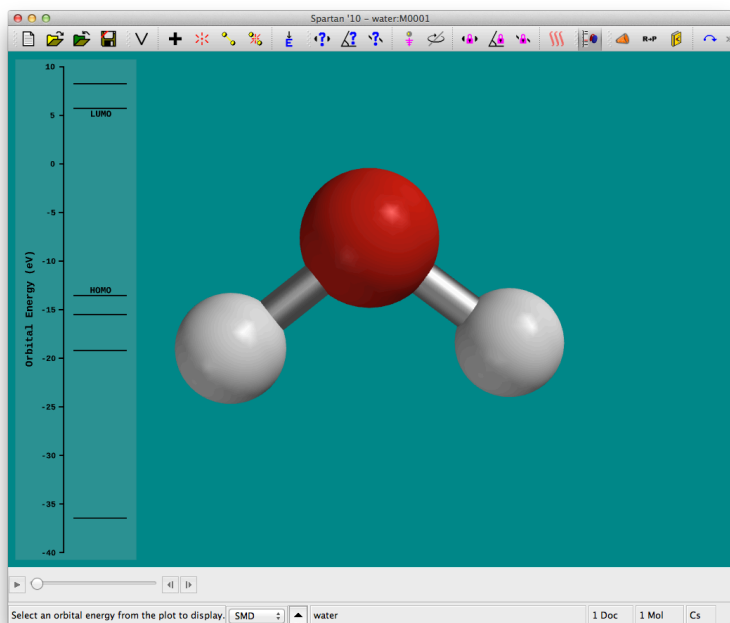 Spartan '10 - water:M0001
E
R→P
10
LUMO
5
0
-5
Orbital Energy (eV)
-10
HOMO
-15
-20
-25
-30
-35
-40
Select an orbital energy from the plot to display.
SMD
water
1 Doc
1 Mol
Cs